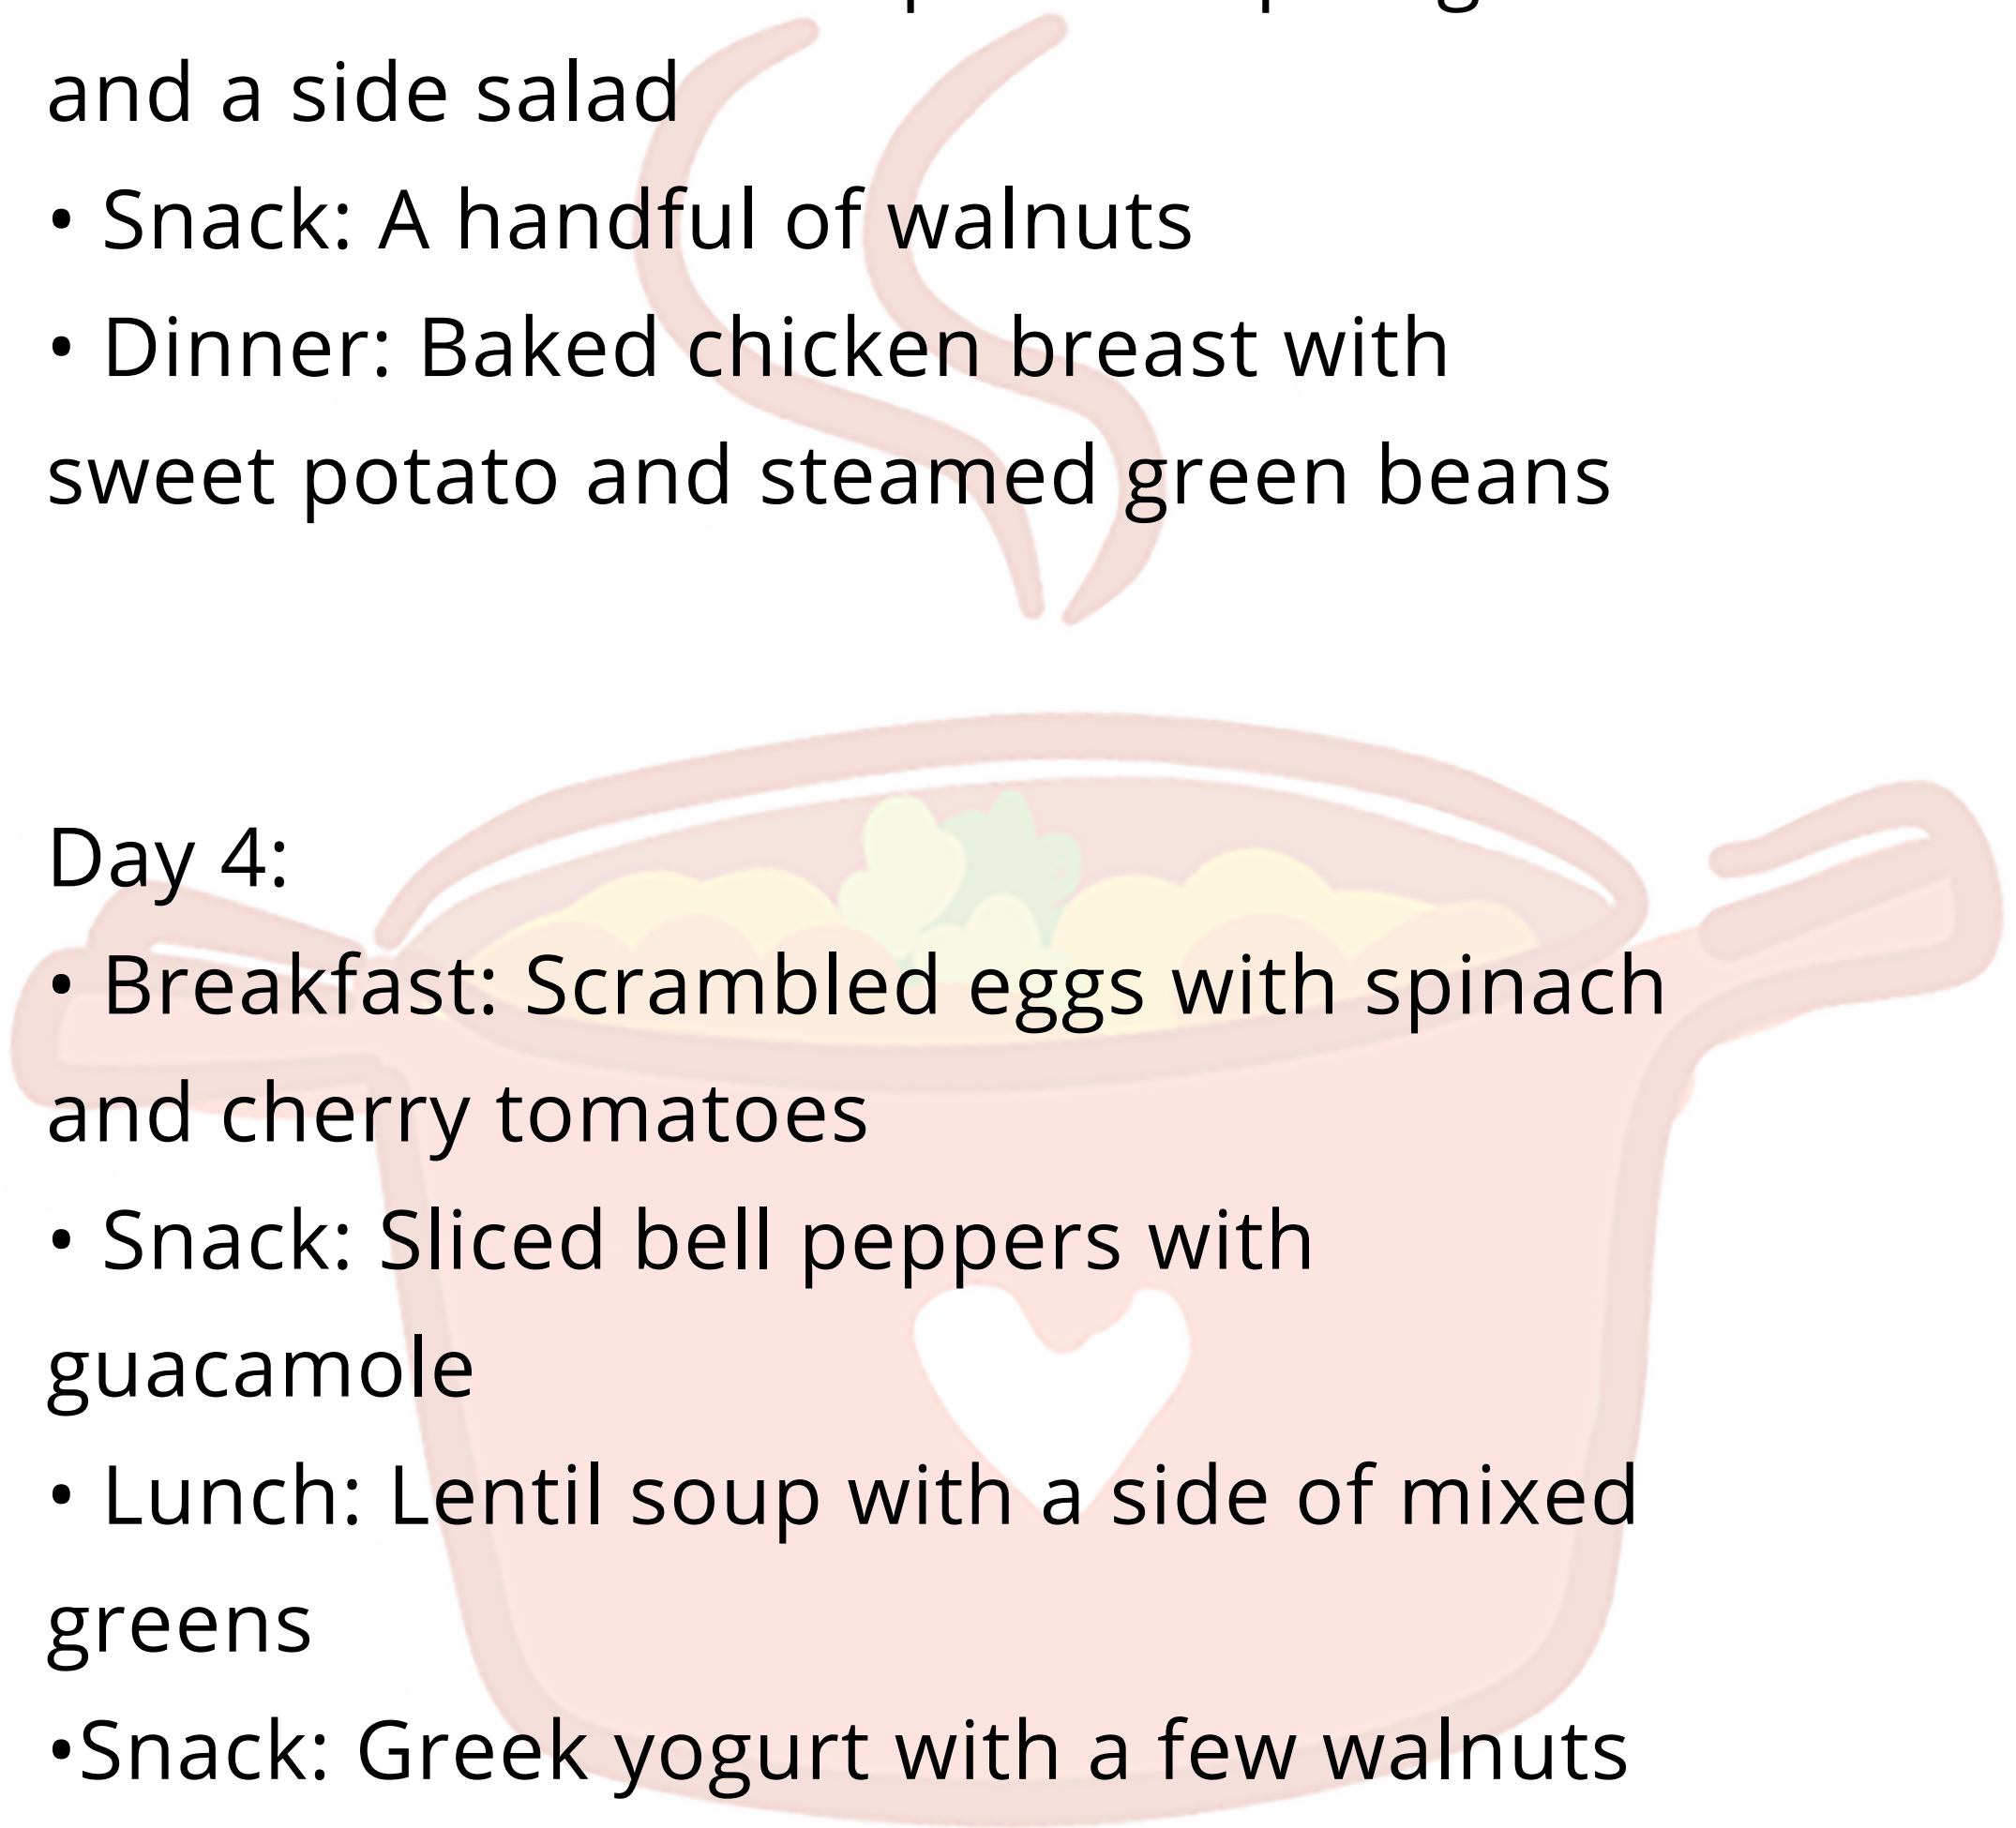 and a side salad
• Snack: A handful of walnuts
• Dinner: Baked chicken breast with
sweet potato and steamed green beans
Day 4:
• Breakfast: Scrambled eggs with spinach
and cherry tomatoes
• Snack: Sliced bell peppers with
guacamole
• Lunch: Lentil soup with a side of mixed
greens
•Snack: Greek yogurt with a few walnuts